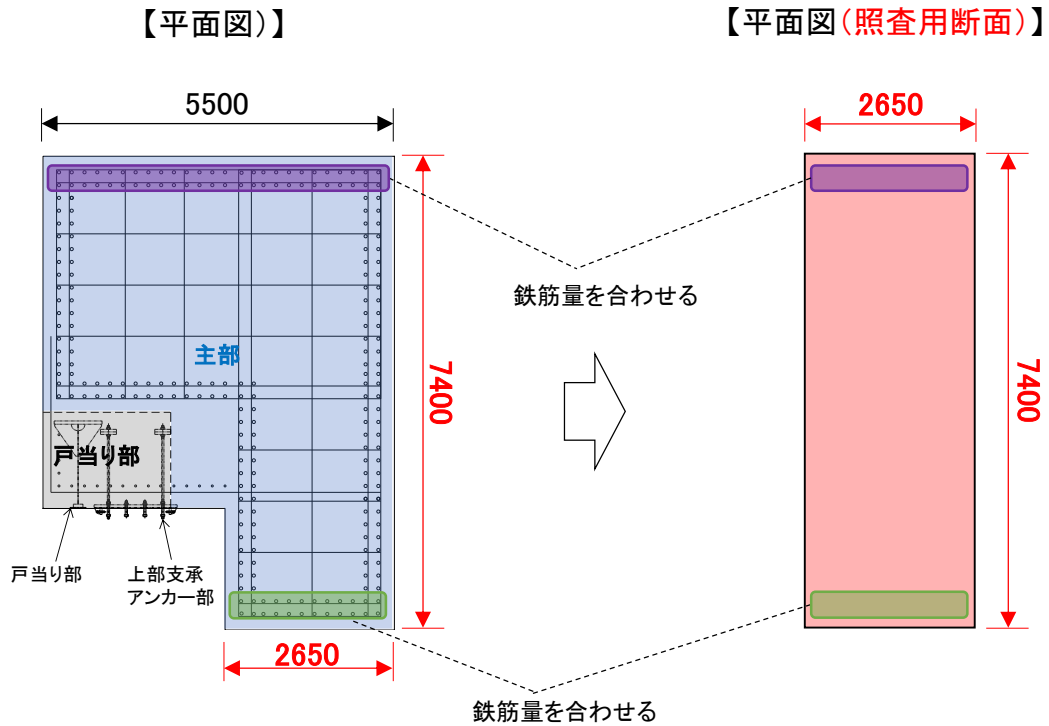 【平面図)】
【平面図(照査用断面)】
5500
2650
鉄筋量を合わせる
主部
7400
7400
戸当り部
戸当り部
上部支承
アンカー部
2650
鉄筋量を合わせる